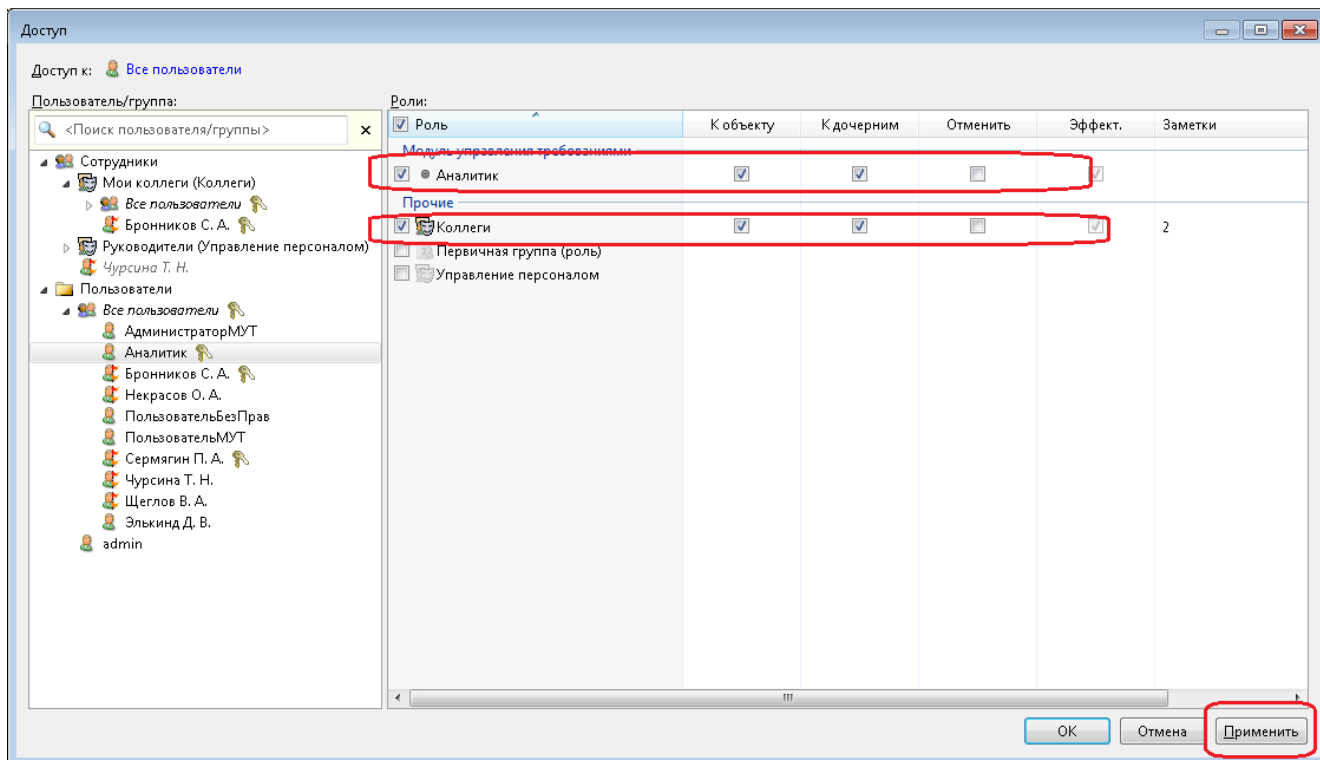 Доступ
Доступ к: Все пользователи
Пользователь/группа:
<Поиск пользователя/группы>
Сотрудники
Мои коллеги (Коллеги)
Все пользователи
Бронников С. А.
Руководители (Управление персоналом)
Чурсина Т. Н.
Пользователи
Все пользователи
АдминистраторМУТ
Аналитик
Бронников С. А.
Некрасов О. А.
ПользовательБезПрав
ПользовательМУТ
Сермягин П. А.
Чурсина Т. Н.
Щеглов В. А.
Элькинд Д. В.
admin
Роли:
Роль К объекту К дочерним Отменить Эффект. Заметки
Модуль управления требованиями
Аналитик
Прочие
Коллеги 2
Первичная группа (роль)
Управление персоналом
OK Отмена Применить